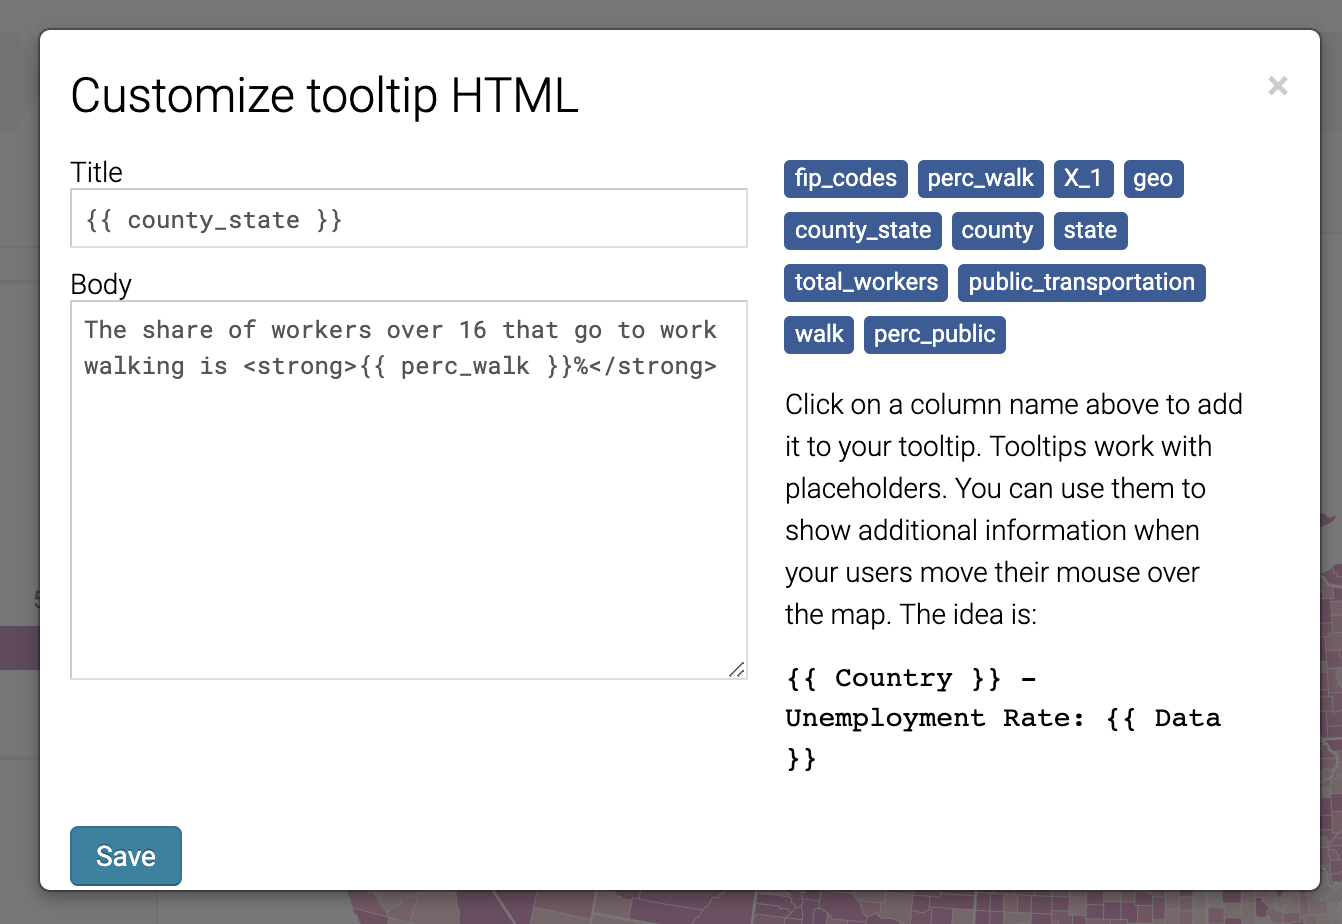 Customize tooltip HTML
×
Title
{{ county_state }}
Body
The share of workers over 16 that go to work
walking is <strong>{{ perc_walk }}%</strong>
fip_codes perc_walk X_1 geo
county_state county state
total_workers public_transportation
walk perc_public
Click on a column name above to add
it to your tooltip. Tooltips work with
placeholders. You can use them to
show additional information when
your users move their mouse over
the map. The idea is:
{{ Country }} –
Unemployment Rate: {{ Data
}}
Save